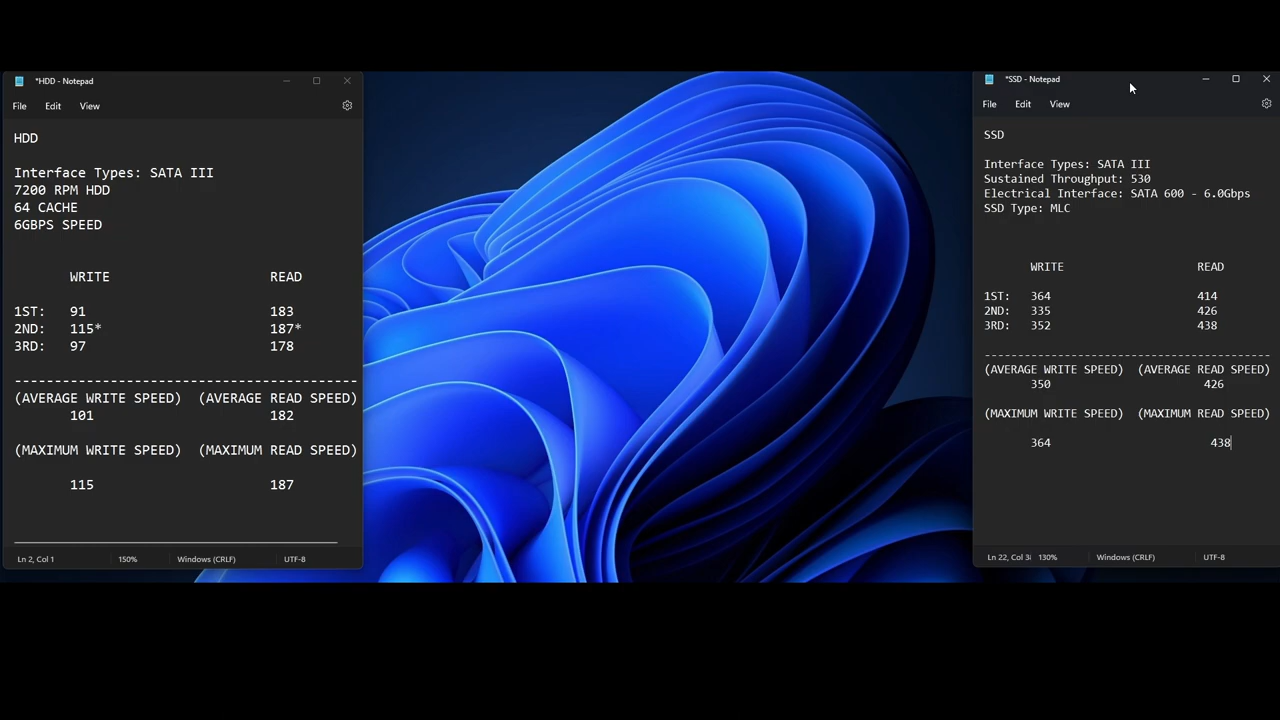 *HDD - Notepad
File Edit View
HDD
Interface Types: SATA III
7200 RPM HDD
64 CACHE
6GBPS SPEED
WRITE READ
1ST: 91 183
2ND: 115* 187*
3RD: 97 178
------------------------------------------
(AVERAGE WRITE SPEED) (AVERAGE READ SPEED)
101 182
(MAXIMUM WRITE SPEED) (MAXIMUM READ SPEED)
115 187
Ln 2, Col 1 150% Windows (CRLF) UTF-8
*SSD - Notepad
File Edit View
SSD
Interface Types: SATA III
Sustained Throughput: 530
Electrical Interface: SATA 600 - 6.0Gbps
SSD Type: MLC
WRITE READ
1ST: 364 414
2ND: 335 426
3RD: 352 438
-------------------------------------------
(AVERAGE WRITE SPEED) (AVERAGE READ SPEED)
350 426
(MAXIMUM WRITE SPEED) (MAXIMUM READ SPEED)
364 438
Ln 22, Col 130% Windows (CRLF) UTF-8